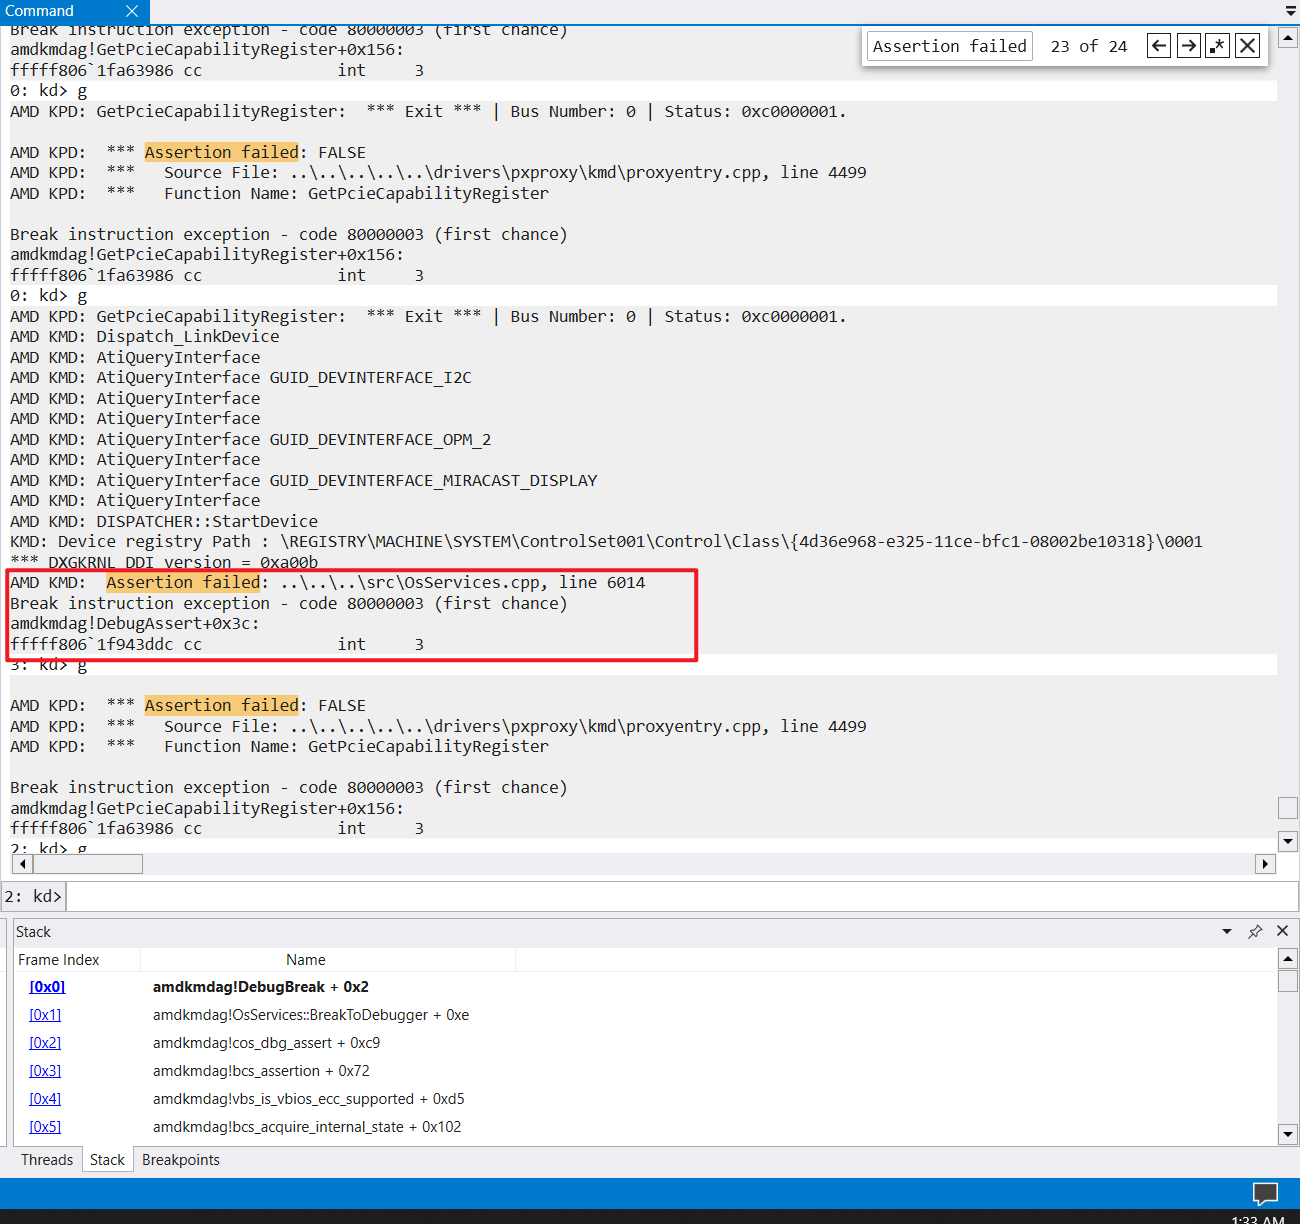 Command
Break instruction exception - code 80000003 (first chance)
amdkmdag!GetPcieCapabilityRegister+0x156:
fffff806`1fa63986 cc              int     3
Assertion failed 23 of 24
0: kd> g
AMD KPD: GetPcieCapabilityRegister:  *** Exit *** | Bus Number: 0 | Status: 0xc0000001.
AMD KPD:  *** Assertion failed: FALSE
AMD KPD:  ***   Source File: ..\..\..\..\..\drivers\pxproxy\kmd\proxyentry.cpp, line 4499
AMD KPD:  ***   Function Name: GetPcieCapabilityRegister
Break instruction exception - code 80000003 (first chance)
amdkmdag!GetPcieCapabilityRegister+0x156:
fffff806`1fa63986 cc              int     3
0: kd> g
AMD KPD: GetPcieCapabilityRegister:  *** Exit *** | Bus Number: 0 | Status: 0xc0000001.
AMD KMD: Dispatch_LinkDevice
AMD KMD: AtiQueryInterface
AMD KMD: AtiQueryInterface GUID_DEVINTERFACE_I2C
AMD KMD: AtiQueryInterface
AMD KMD: AtiQueryInterface
AMD KMD: AtiQueryInterface GUID_DEVINTERFACE_OPM_2
AMD KMD: AtiQueryInterface
AMD KMD: AtiQueryInterface GUID_DEVINTERFACE_MIRACAST_DISPLAY
AMD KMD: AtiQueryInterface
AMD KMD: DISPATCHER::StartDevice
KMD: Device registry Path : \REGISTRY\MACHINE\SYSTEM\ControlSet001\Control\Class\{4d36e968-e325-11ce-bfc1-08002be10318}\0001
*** DXGKRNL DDI version = 0xa00b
AMD KMD:  Assertion failed: ..\..\..\src\OsServices.cpp, line 6014
Break instruction exception - code 80000003 (first chance)
amdkmdag!DebugAssert+0x3c:
fffff806`1f943ddc cc              int     3
3: kd> g
AMD KPD:  *** Assertion failed: FALSE
AMD KPD:  ***   Source File: ..\..\..\..\..\drivers\pxproxy\kmd\proxyentry.cpp, line 4499
AMD KPD:  ***   Function Name: GetPcieCapabilityRegister
Break instruction exception - code 80000003 (first chance)
amdkmdag!GetPcieCapabilityRegister+0x156:
fffff806`1fa63986 cc              int     3
2: kd> g
2: kd>
Stack
Frame Index Name
[0x0] amdkmdag!DebugBreak + 0x2
[0x1] amdkmdag!OsServices::BreakToDebugger + 0xe
[0x2] amdkmdag!cos_dbg_assert + 0xc9
[0x3] amdkmdag!bcs_assertion + 0x72
[0x4] amdkmdag!vbs_is_vbios_ecc_supported + 0xd5
[0x5] amdkmdag!bcs_acquire_internal_state + 0x102
Threads Stack Breakpoints
1:33 AM